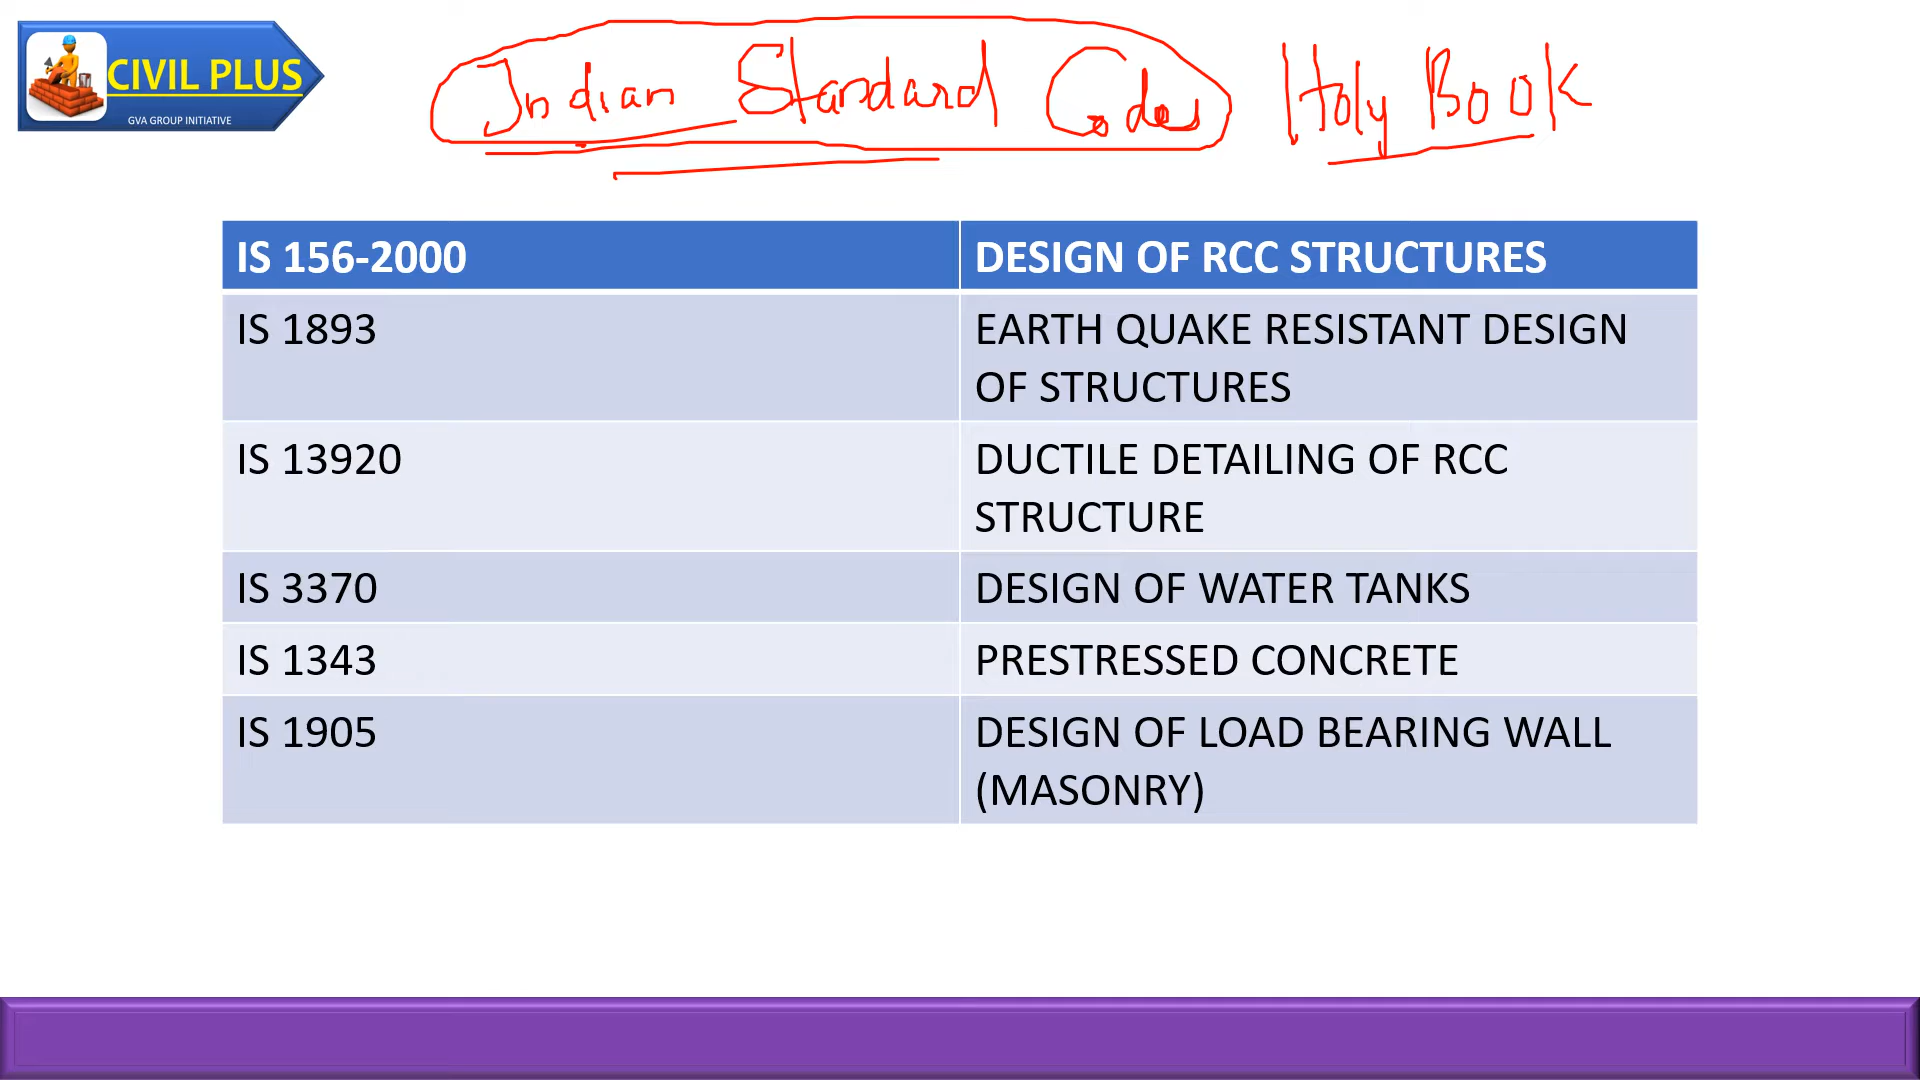 CIVIL PLUS
GVA GROUP INITIATIVE
Indian Standard Codes Holy Book
IS 156-2000 DESIGN OF RCC STRUCTURES
IS 1893 EARTH QUAKE RESISTANT DESIGN
OF STRUCTURES
IS 13920 DUCTILE DETAILING OF RCC
STRUCTURE
IS 3370 DESIGN OF WATER TANKS
IS 1343 PRESTRESSED CONCRETE
IS 1905 DESIGN OF LOAD BEARING WALL
(MASONRY)